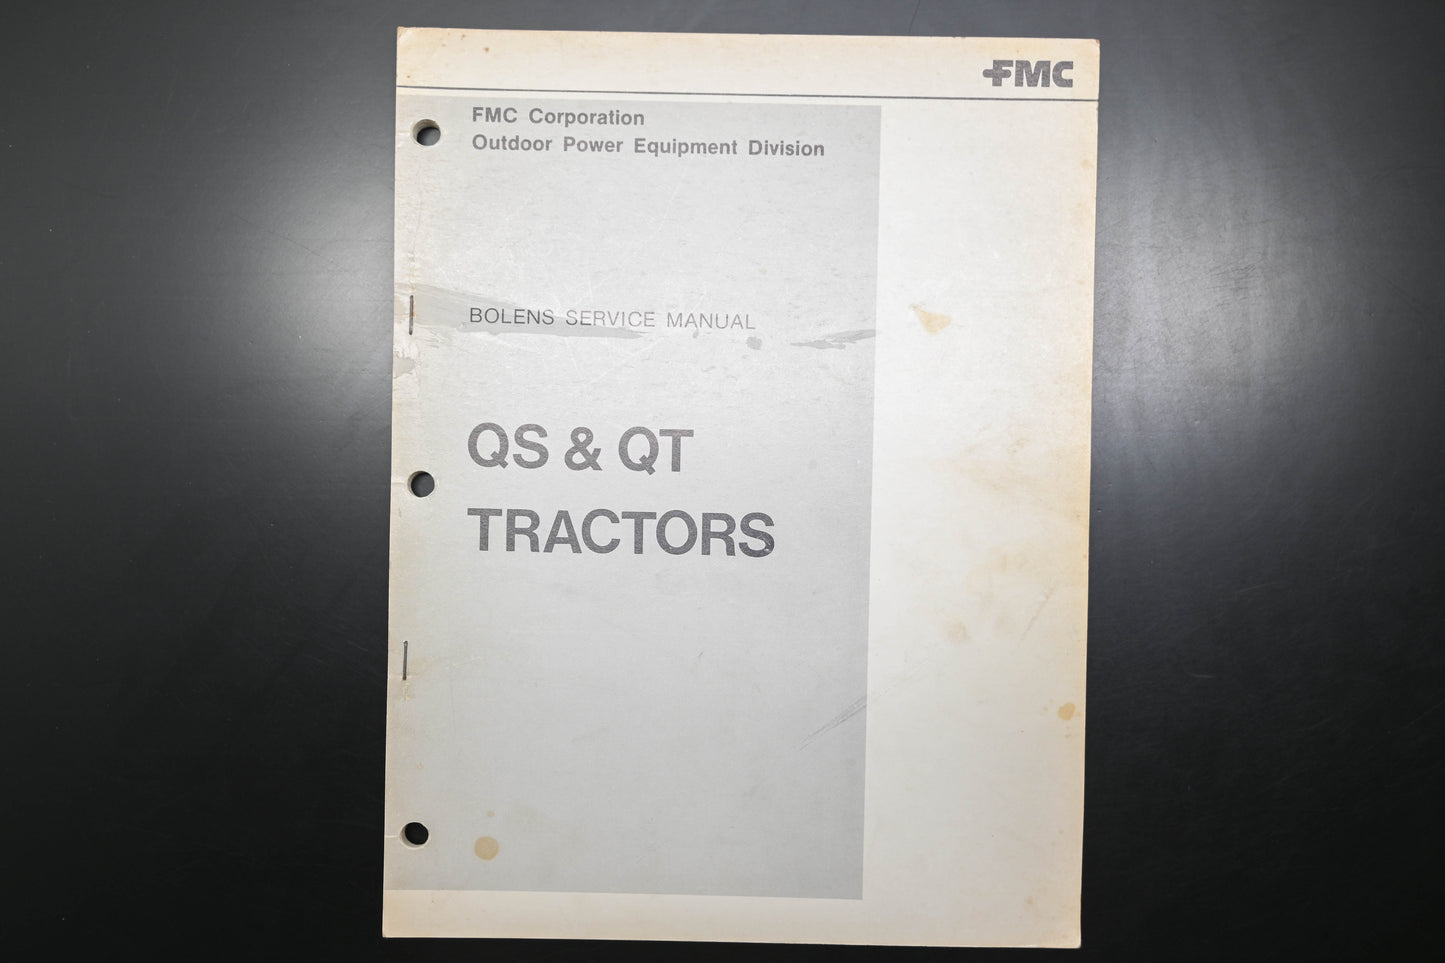 FMC
FMC Corporation
Outdoor Power Equipment Division
BOLENS SERVICE MANUAL
QS & QT
TRACTORS